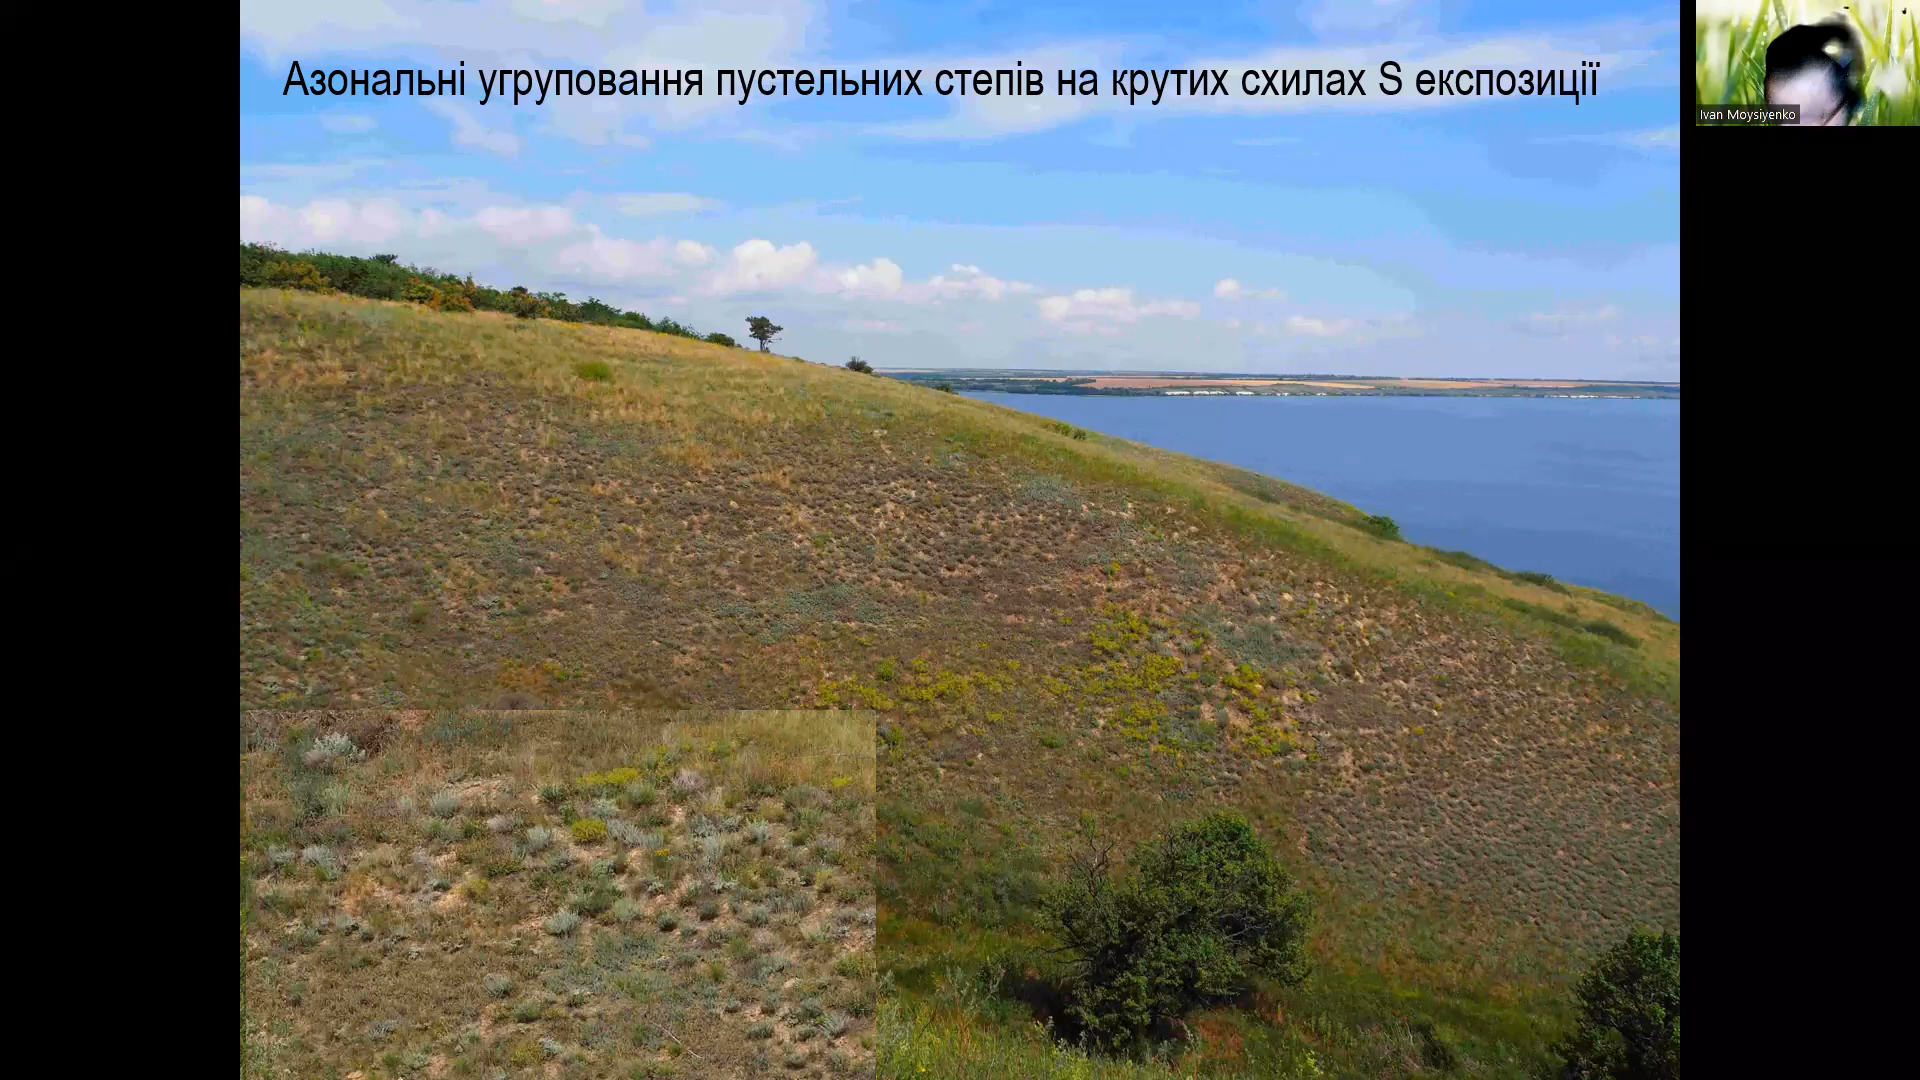 Азональні угруповання пустельних степів на крутих схилах S експозиції
Ivan Moysiyenko